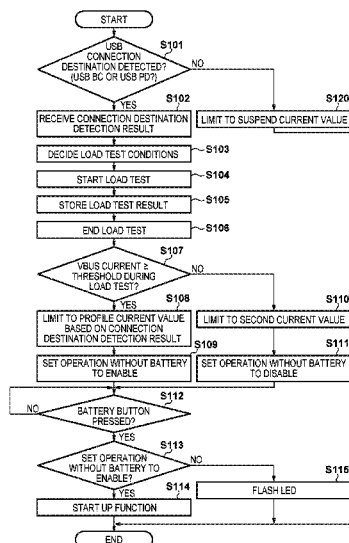 START
S101
USB
CONNECTION
DESTINATION DETECTED?
(USB BC OR USB PD?)
NO
YES
S102
S120
RECEIVE CONNECTION DESTINATION
DETECTION RESULT
LIMIT TO SUSPEND CURRENT VALUE
DECIDE LOAD TEST CONDITIONS
S103
START LOAD TEST
S104
STORE LOAD TEST RESULT
S105
END LOAD TEST
S106
S107
VBUS CURRENT ≥
THRESHOLD DURING
LOAD TEST?
NO
YES
S108
S110
LIMIT TO PROFILE CURRENT VALUE
BASED ON CONNECTION
DESTINATION DETECTION RESULT
LIMIT TO SECOND CURRENT VALUE
S109
S111
SET OPERATION WITHOUT BATTERY
TO ENABLE
SET OPERATION WITHOUT BATTERY
TO DISABLE
S112
BATTERY BUTTON
PRESSED?
NO
YES
S113
SET OPERATION
WITHOUT BATTERY TO
ENABLE?
NO
YES
S114
S115
START UP FUNCTION
FLASH LED
END